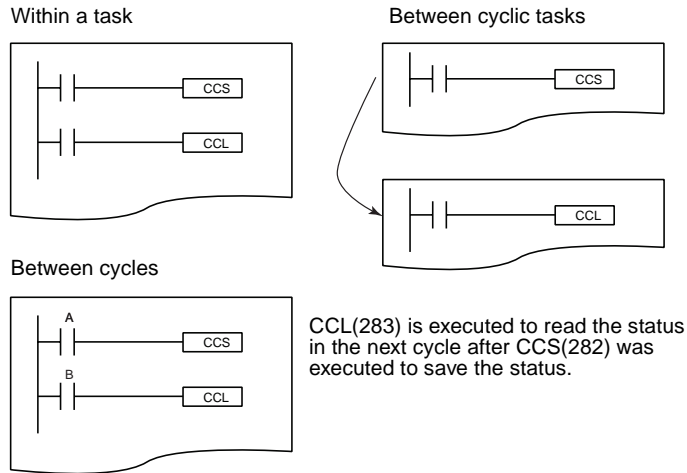 Within a task
CCS
CCL
Between cyclic tasks
CCS
CCL
Between cycles
A
CCS
B
CCL
CCL(283) is executed to read the status
in the next cycle after CCS(282) was
executed to save the status.